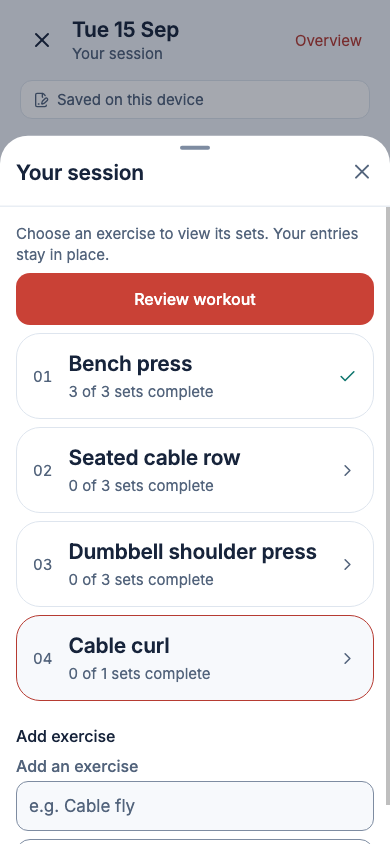 Tue 15 Sep
Your session
Overview
Saved on this device
Your session
Choose an exercise to view its sets. Your entries
stay in place.
Review workout
01
Bench press
3 of 3 sets complete
02
Seated cable row
0 of 3 sets complete
03
Dumbbell shoulder press
0 of 3 sets complete
04
Cable curl
0 of 1 sets complete
Add exercise
Add an exercise
e.g. Cable fly